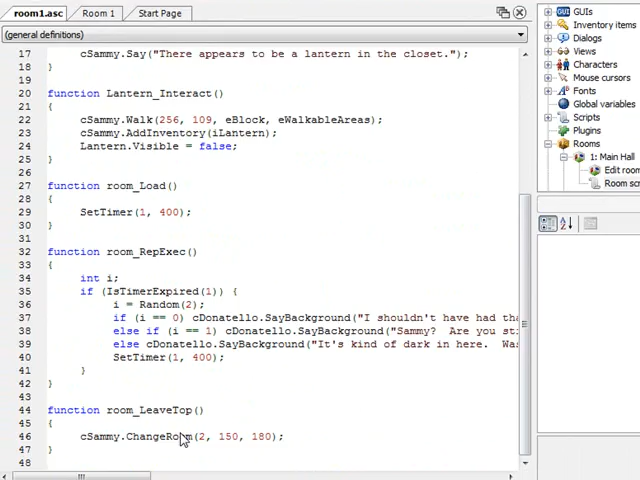 room1.asc Room 1 Start Page
(general definitions)
17 cSammy.Say("There appears to be a lantern in the closet.");
18 }
19
20 function Lantern_Interact()
21 {
22 cSammy.Walk(256, 109, eBlock, eWalkableAreas);
23 cSammy.AddInventory(iLantern);
24 Lantern.Visible = false;
25 }
26
27 function room_Load()
28 {
29 SetTimer(1, 400);
30 }
31
32 function room_RepExec()
33 {
34 int i;
35 if (IsTimerExpired(1)) {
36 i = Random(2);
37 if (i == 0) cDonatello.SayBackground("I shouldn't have had tha
38 else if (i == 1) cDonatello.SayBackground("Sammy? Are you sti
39 else cDonatello.SayBackground("It's kind of dark in here. Was
40 SetTimer(1, 400);
41 }
42 }
43
44 function room_LeaveTop()
45 {
46 cSammy.ChangeRoom(2, 150, 180);
47 }
48
GUIs
Inventory items
Dialogs
Views
Characters
Mouse cursors
Fonts
Global variables
Scripts
Plugins
Rooms
1: Main Hall
Edit room
Room scr